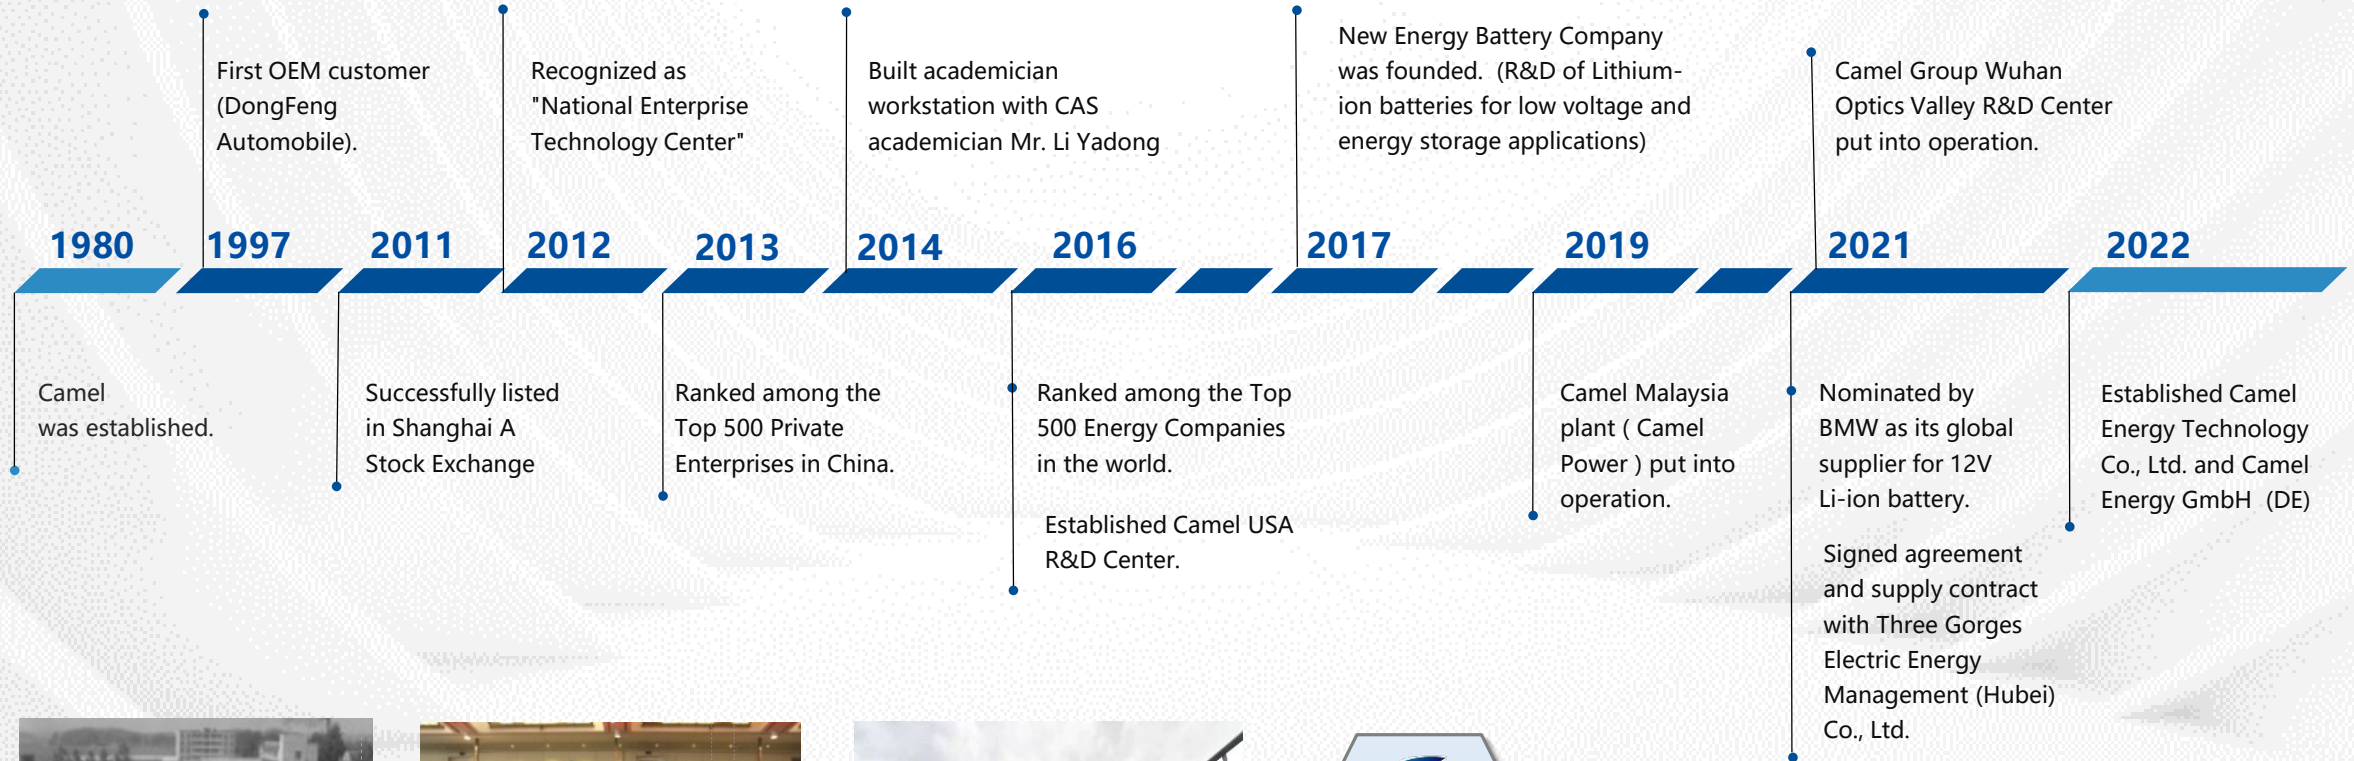 First OEM customer
(DongFeng
Automobile).
Recognized as
"National Enterprise
Technology Center"
Built academician
workstation with CAS
academician Mr. Li Yadong
New Energy Battery Company
was founded.  (R&D of Lithium-
ion batteries for low voltage and
energy storage applications)
Camel Group Wuhan
Optics Valley R&D Center
put into operation.
1980
1997
2011
2012
2013
2014
2016
2017
2019
2021
2022
Camel
was established.
Successfully listed
in Shanghai A
Stock Exchange
Ranked among the
Top 500 Private
Enterprises in China.
Ranked among the Top
500 Energy Companies
in the world.
Established Camel USA
R&D Center.
Camel Malaysia
plant ( Camel
Power ) put into
operation.
Nominated by
BMW as its global
supplier for 12V
Li-ion battery.
Signed agreement
and supply contract
with Three Gorges
Electric Energy
Management (Hubei)
Co., Ltd.
Established Camel
Energy Technology
Co., Ltd. and Camel
Energy GmbH  (DE)